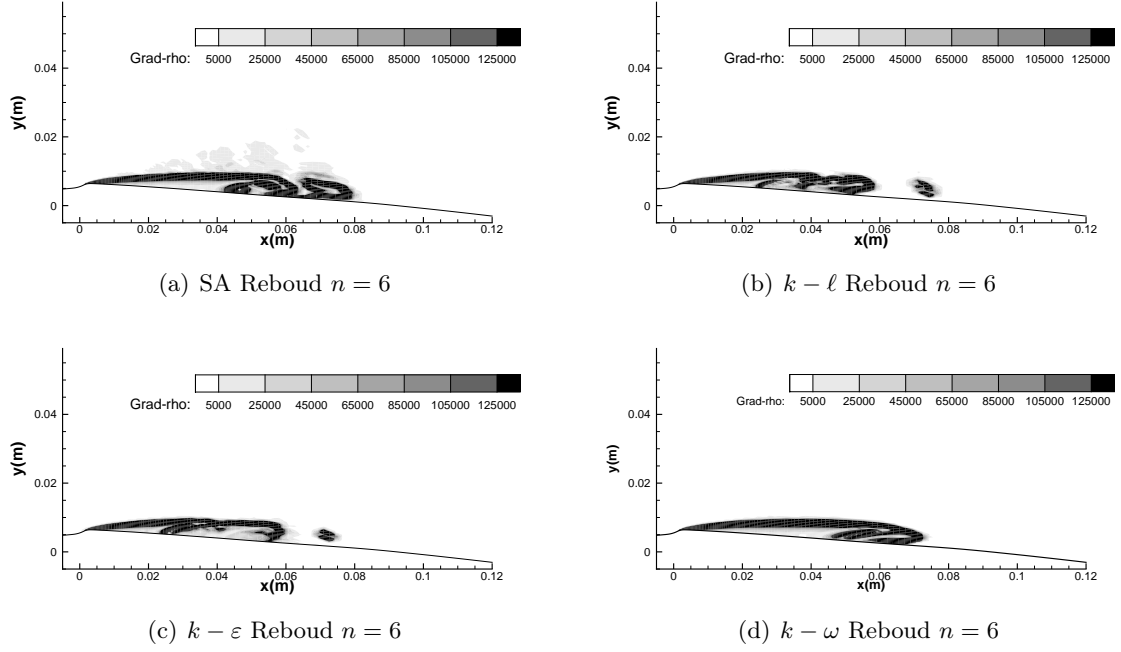 Grad-rho: 5000 25000 45000 65000 85000 105000 125000
y(m)
0.04
0.02
0
0 0.02 0.04 0.06 0.08 0.1 0.12
x(m)
(a) SA Reboud n = 6
Grad-rho: 5000 25000 45000 65000 85000 105000 125000
y(m)
0.04
0.02
0
0 0.02 0.04 0.06 0.08 0.1 0.12
x(m)
(b) k − ℓ Reboud n = 6
Grad-rho: 5000 25000 45000 65000 85000 105000 125000
y(m)
0.04
0.02
0
0 0.02 0.04 0.06 0.08 0.1 0.12
x(m)
(c) k − ε Reboud n = 6
Grad-rho: 5000 25000 45000 65000 85000 105000 125000
y(m)
0.04
0.02
0
0 0.02 0.04 0.06 0.08 0.1 0.12
x(m)
(d) k − ω Reboud n = 6